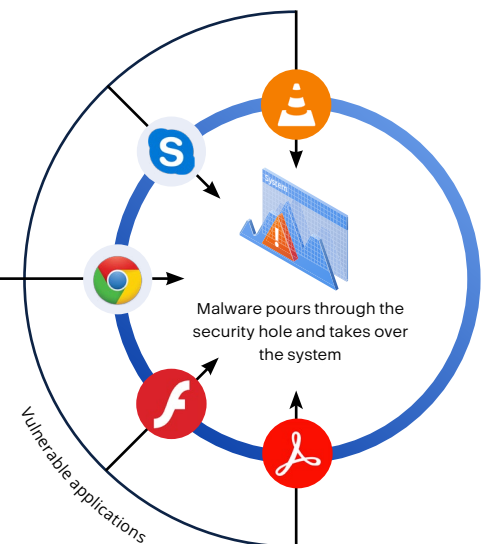 S
System
Malware pours through the
security hole and takes over
the system
Vulnerable applications